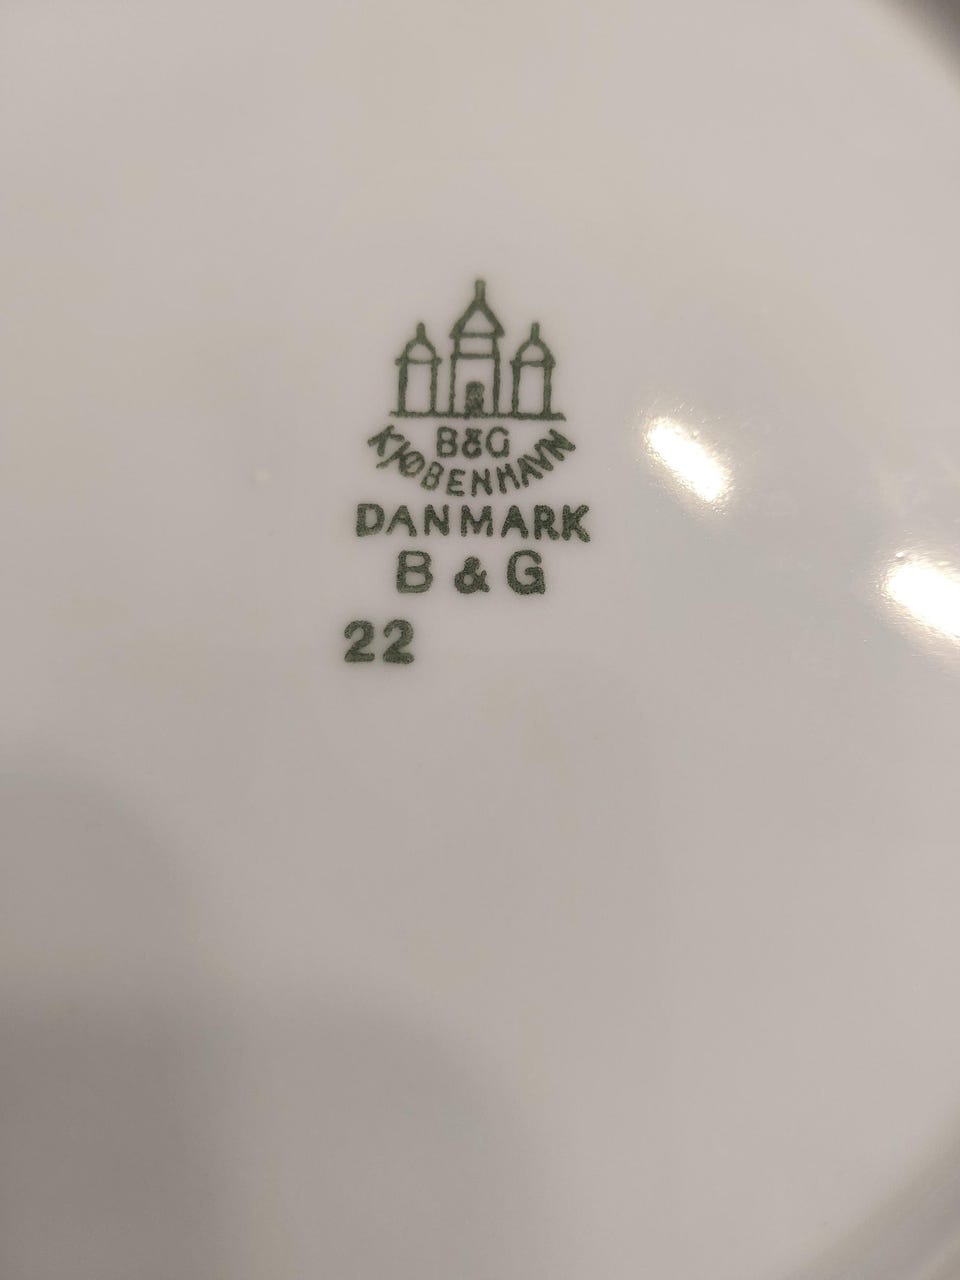 B&G
KJØBENHAVN
DANMARK
B & G
22